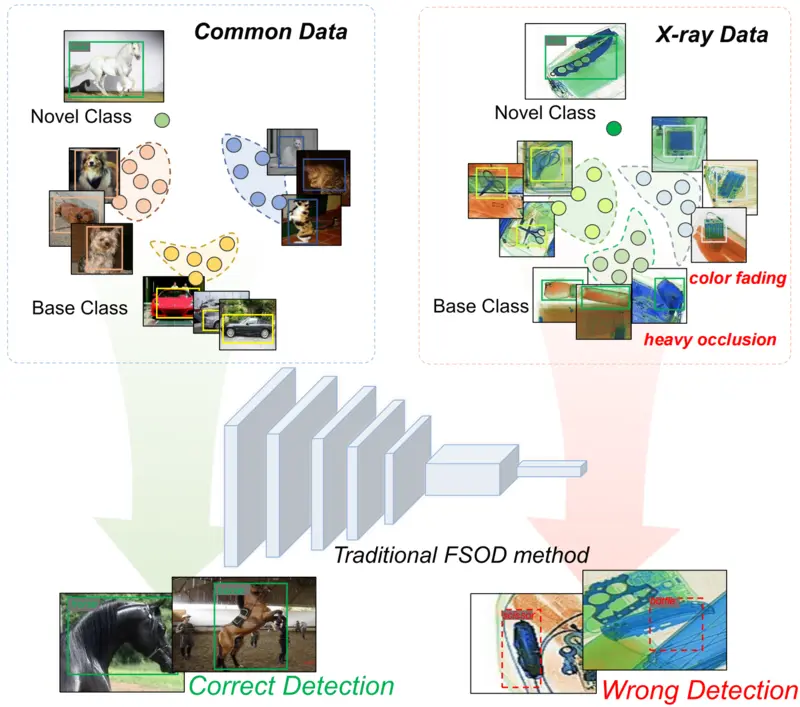 Common Data
Novel Class
Base Class
X-ray Data
Novel Class
color fading
Base Class
heavy occlusion
Traditional FSOD method
Correct Detection
Wrong Detection